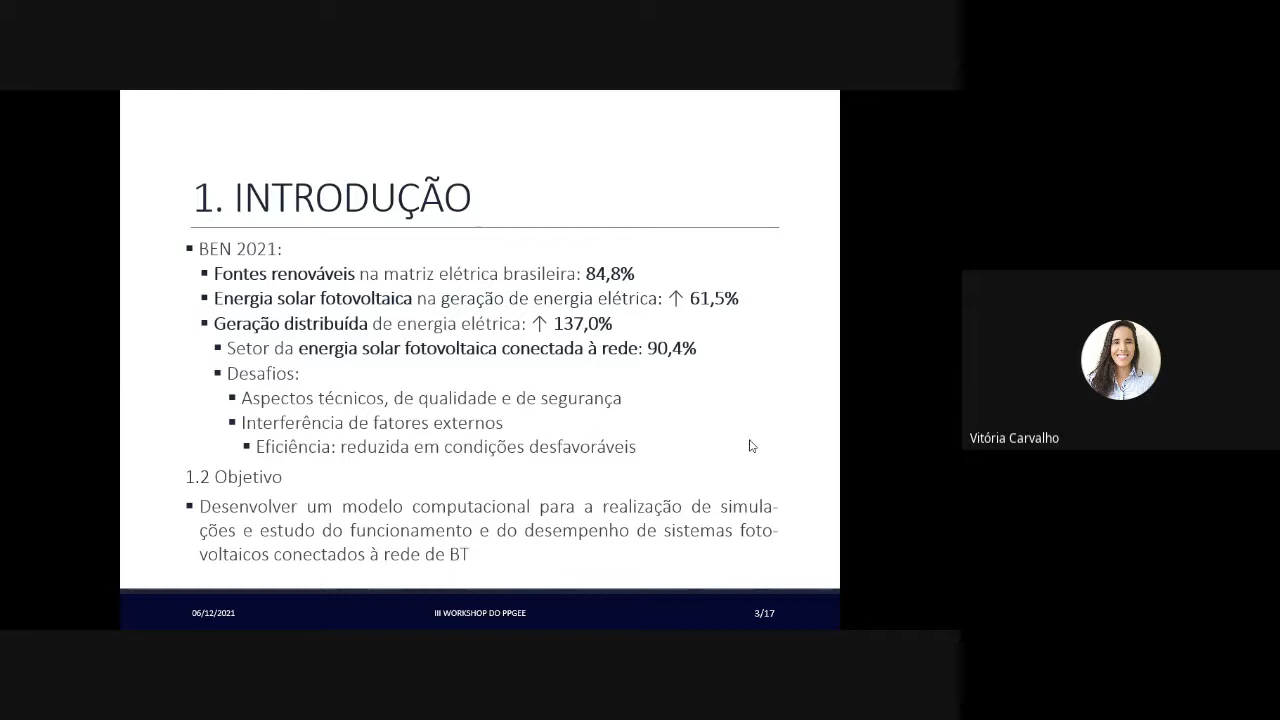 1. INTRODUÇÃO
▪ BEN 2021:
▪ Fontes renováveis na matriz elétrica brasileira: 84,8%
▪ Energia solar fotovoltaica na geração de energia elétrica: ↑ 61,5%
▪ Geração distribuída de energia elétrica: ↑ 137,0%
▪ Setor da energia solar fotovoltaica conectada à rede: 90,4%
▪ Desafios:
▪ Aspectos técnicos, de qualidade e de segurança
▪ Interferência de fatores externos
▪ Eficiência: reduzida em condições desfavoráveis
1.2 Objetivo
▪ Desenvolver um modelo computacional para a realização de simula-
ções e estudo do funcionamento e do desempenho de sistemas foto-
voltaicos conectados à rede de BT
06/12/2021 III WORKSHOP DO PPGEE 3/17
Vitória Carvalho